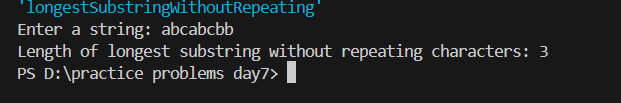 'longestSubstringWithoutRepeating'
Enter a string: abcabcbb
Length of longest substring without repeating characters: 3
PS D:\practice problems day7>